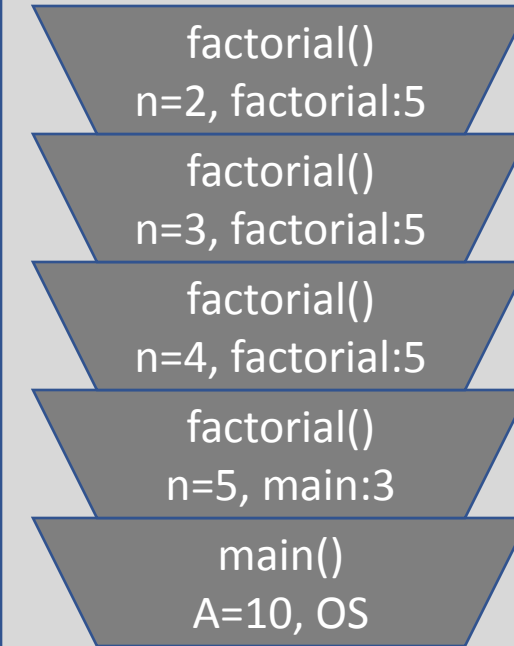 factorial()
n=2, factorial:5
factorial()
n=3, factorial:5
factorial()
n=4, factorial:5
factorial()
n=5, main:3
main()
A=10, OS